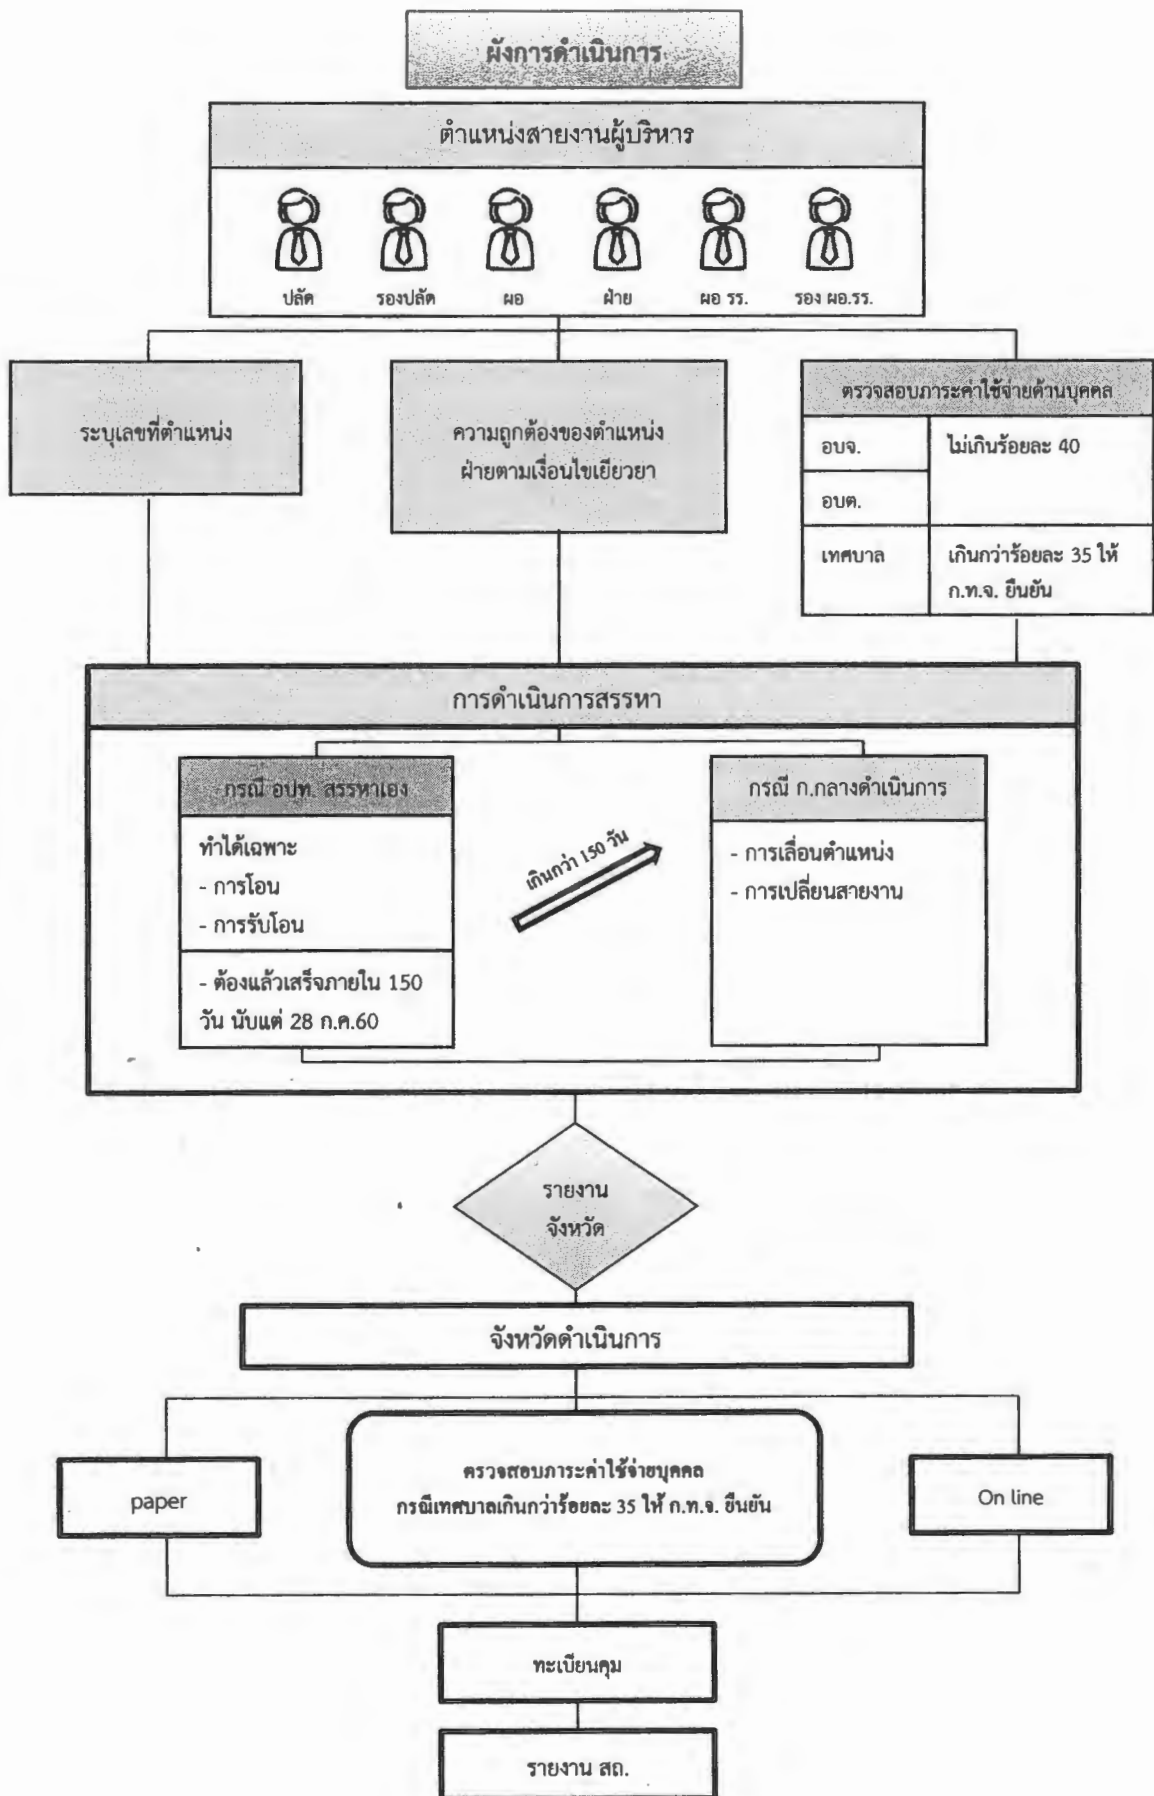 ผังการดำเนินการ
ตำแหน่งสายงานผู้บริหาร
ปลัด
รองปลัด
ผอ
ฝ่าย
ผอ รร.
รอง ผอ.รร.
ระบุเลขที่ตำแหน่ง
ความถูกต้องของตำแหน่ง
ฝ่ายตามเงื่อนไขเยียวยา
ตรวจสอบภาระค่าใช้จ่ายด้านบุคคล
อบจ.
ไม่เกินร้อยละ 40
อบต.
เทศบาล
เกินกว่าร้อยละ 35 ให้
ก.ท.จ. ยืนยัน
การดำเนินการสรรหา
กรณี อปท. สรรหาเอง
ทำได้เฉพาะ
- การโอน
- การรับโอน
- ต้องแล้วเสร็จภายใน 150
วัน นับแต่ 28 ก.ค.60
เกินกว่า 150 วัน
กรณี ก.กลางดำเนินการ
- การเลื่อนตำแหน่ง
- การเปลี่ยนสายงาน
รายงาน
จังหวัด
จังหวัดดำเนินการ
paper
ตรวจสอบภาระค่าใช้จ่ายบุคคล
กรณีเทศบาลเกินกว่าร้อยละ 35 ให้ ก.ท.จ. ยืนยัน
On line
ทะเบียนคุม
รายงาน สถ.